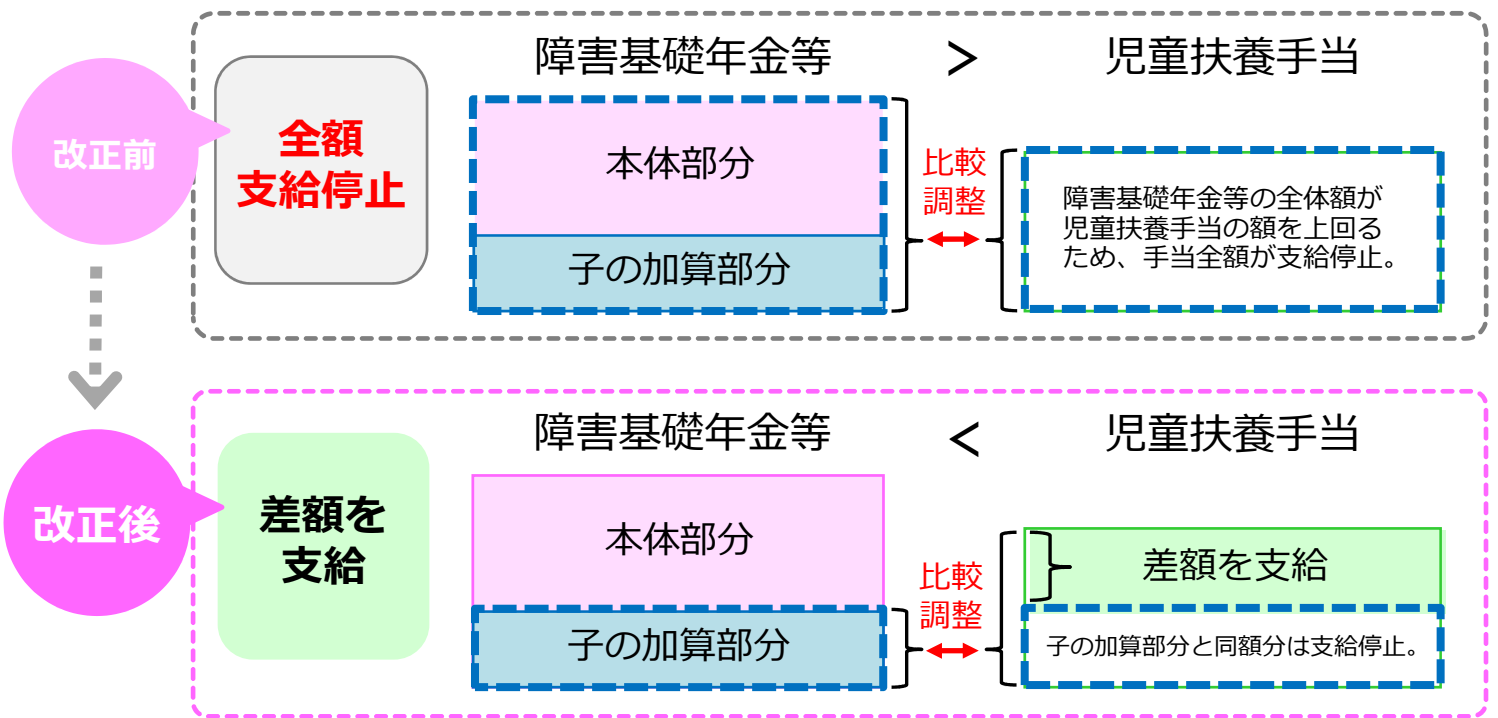 改正前
全額
支給停止
障害基礎年金等
>
児童扶養手当
本体部分
子の加算部分
比較
調整
障害基礎年金等の全体額が
児童扶養手当の額を上回る
ため、手当全額が支給停止。
改正後
差額を
支給
障害基礎年金等
<
児童扶養手当
本体部分
子の加算部分
比較
調整
差額を支給
子の加算部分と同額分は支給停止。